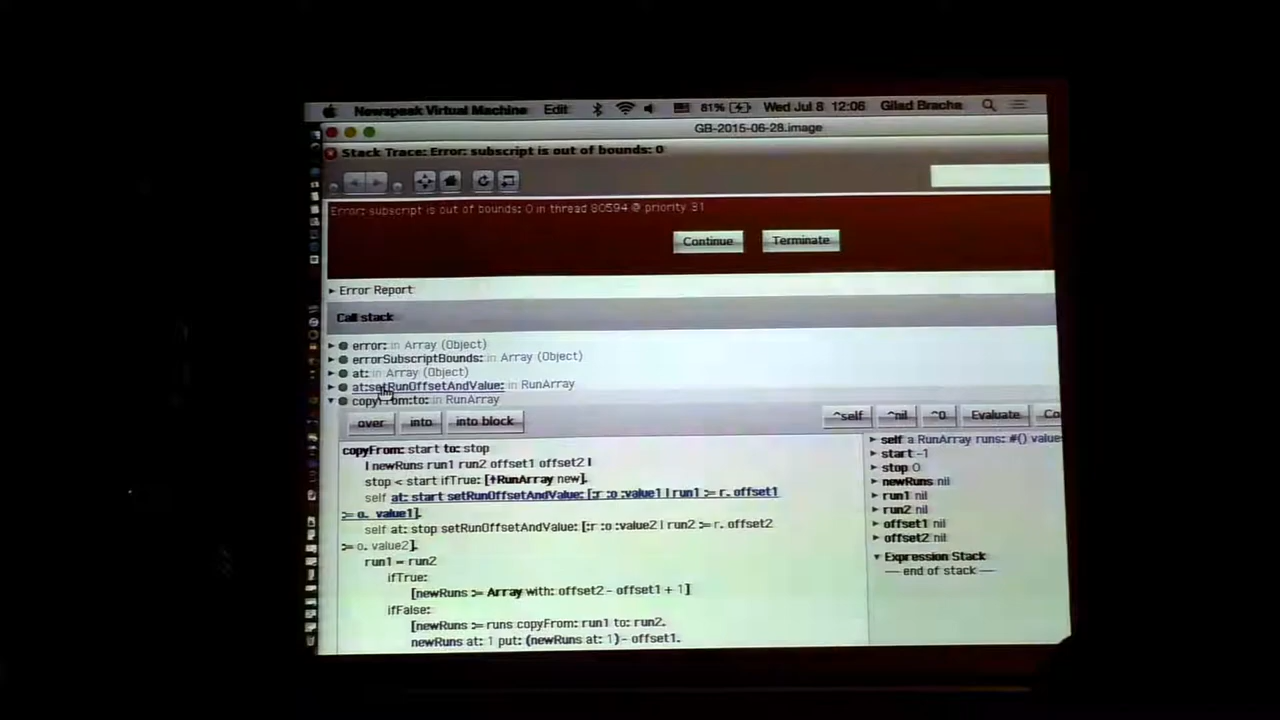 Newspeak Virtual Machine Edit 81% Wed Jul 8 12:06 Gilad Bracha
GB-2015-06-28.image
Stack Trace: Error: subscript is out of bounds: 0
Error: subscript is out of bounds: 0 in thread 80594 @ priority 31
Continue Terminate
Error Report
Call stack
error: in Array (Object)
errorSubscriptBounds: in Array (Object)
at: in Array (Object)
at:setRunOffsetAndValue: in RunArray
copyFrom:to: in RunArray
over into into block ^self ^nil ^0 Evaluate Co
copyFrom: start to: stop
| newRuns run1 run2 offset1 offset2 |
stop < start ifTrue: [↑RunArray new].
self at: start setRunOffsetAndValue: [:r :o :value1 | run1 := r. offset1
:= o. value1].
self at: stop setRunOffsetAndValue: [:r :o :value2 | run2 := r. offset2
:= o. value2].
run1 = run2
ifTrue:
[newRuns := Array with: offset2 - offset1 + 1]
ifFalse:
[newRuns := runs copyFrom: run1 to: run2.
newRuns at: 1 put: (newRuns at: 1) - offset1.
self a RunArray runs: #() value
start -1
stop 0
newRuns nil
run1 nil
run2 nil
offset1 nil
offset2 nil
Expression Stack
— end of stack —